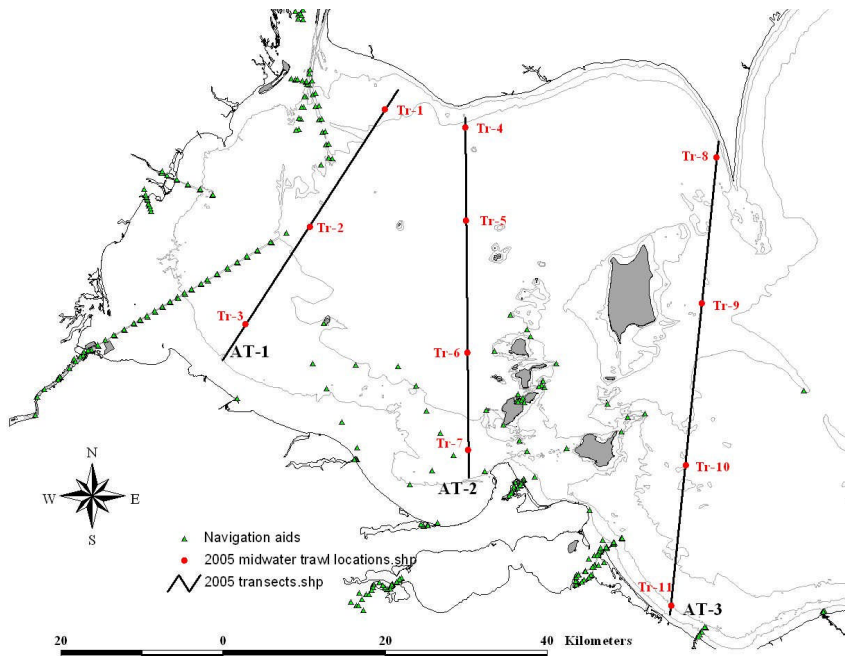 Tr-1
Tr-4
Tr-8
Tr-5
Tr-2
Tr-9
Tr-3
AT-1
Tr-6
Tr-7
Tr-10
AT-2
N
W E
S
Navigation aids
2005 midwater trawl locations.shp
2005 transects.shp
Tr-11
AT-3
20 0 20 40 Kilometers